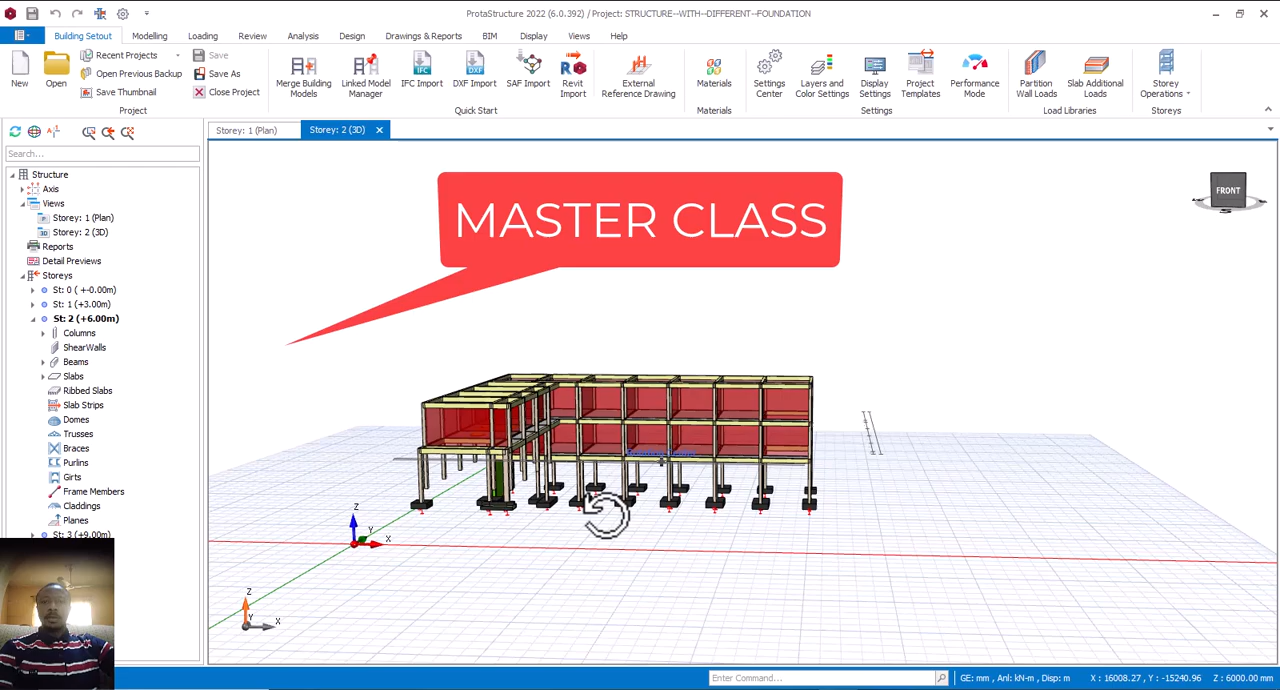 ProtaStructure 2022 (6.0.392) / Project: STRUCTURE--WITH--DIFFERENT--FOUNDATION
Building Setout Modelling Loading Review Analysis Design Drawings & Reports BIM Display Views Help
New
Open
Recent Projects
Open Previous Backup
Save Thumbnail
Save
Save As
Close Project
Project
Merge Building Models
Linked Model Manager
IFC Import
DXF Import
SAF Import
Revit Import
External Reference Drawing
Quick Start
Materials
Materials
Settings Center
Layers and Color Settings
Display Settings
Project Templates
Performance Mode
Settings
Partition Wall Loads
Slab Additional Loads
Load Libraries
Storey Operations
Storeys
Storey: 1 (Plan)
Storey: 2 (3D)
Search...
Structure
Axis
Views
Storey: 1 (Plan)
Storey: 2 (3D)
Reports
Detail Previews
Storeys
St: 0 ( +-0.00m)
St: 1 (+3.00m)
St: 2 (+6.00m)
Columns
ShearWalls
Beams
Slabs
Ribbed Slabs
Slab Strips
Domes
Trusses
Braces
Purlins
Girts
Frame Members
Claddings
Planes
St: 3 (+9.00m)
MASTER CLASS
FRONT
Z
Y
X
Z
Y
X
Enter Command...
GE: mm , Anl: kN-m , Disp: m
X : 16008.27 , Y : -15240.96
Z : 6000.00 mm